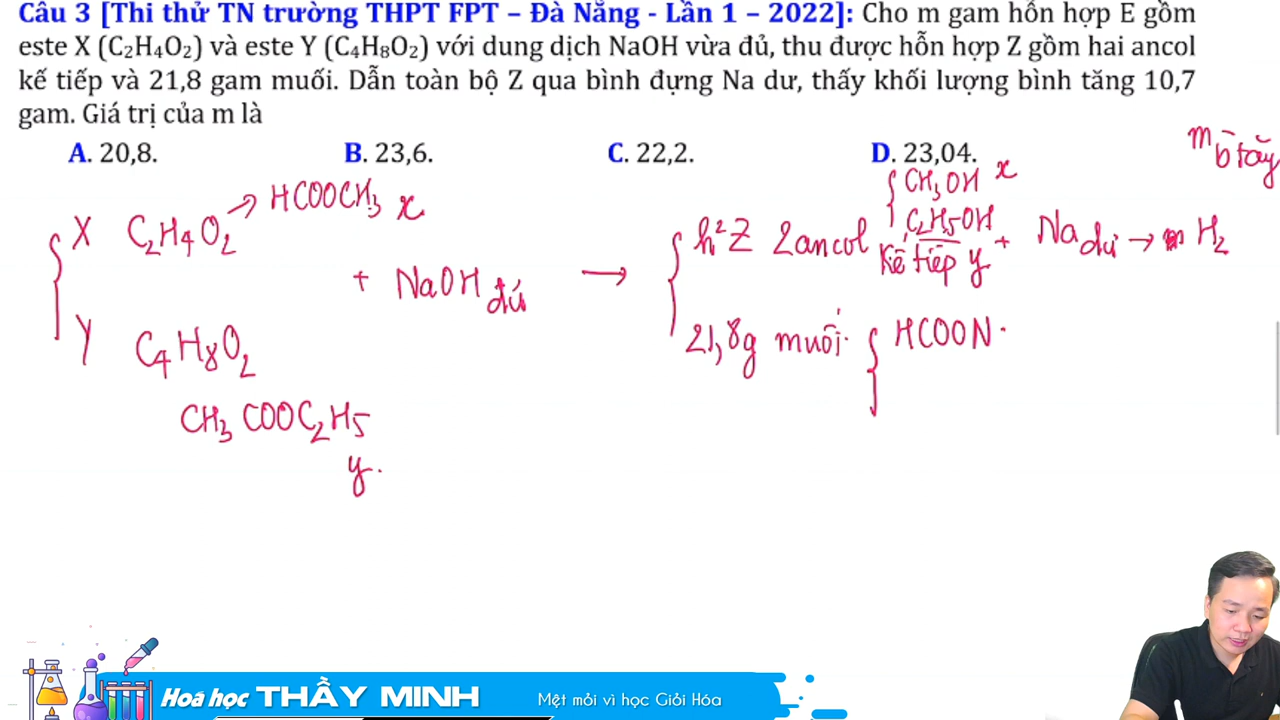 Câu 3 [Thi thử TN trường THPT FPT – Đà Nẵng - Lần 1 – 2022]: Cho m gam hỗn hợp E gồm
este X (C₂H₄O₂) và este Y (C₄H₈O₂) với dung dịch NaOH vừa đủ, thu được hỗn hợp Z gồm hai ancol
kế tiếp và 21,8 gam muối. Dẫn toàn bộ Z qua bình đựng Na dư, thấy khối lượng bình tăng 10,7
gam. Giá trị của m là
A. 20,8. B. 23,6. C. 22,2. D. 23,04.
m b tăg
X C₂H₄O₂ → HCOOCH₃ x
+ NaOH đủ →
Y C₄H₈O₂
CH₃COOC₂H₅
y.
h² Z 2ancol kế tiếp
CH₃OH x
C₂H₅OH y
+ Na dư → H₂
21,8g muối. HCOON
Hoá học THẦY MINH Mệt mỏi vì học Giỏi Hóa